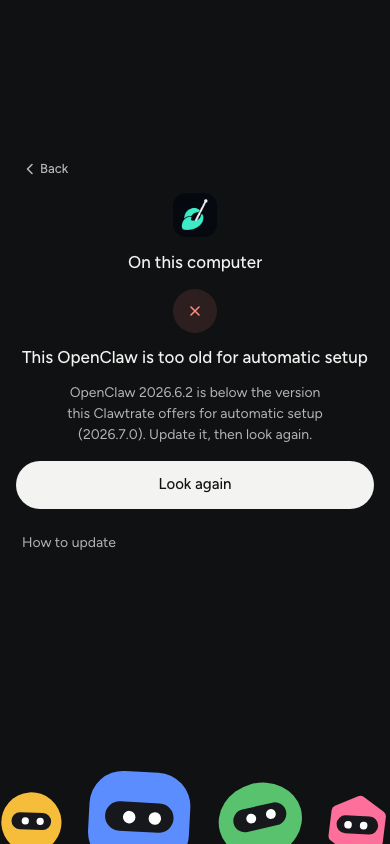 Back
On this computer
This OpenClaw is too old for automatic setup
OpenClaw 2026.6.2 is below the version
this Clawtrate offers for automatic setup
(2026.7.0). Update it, then look again.
Look again
How to update